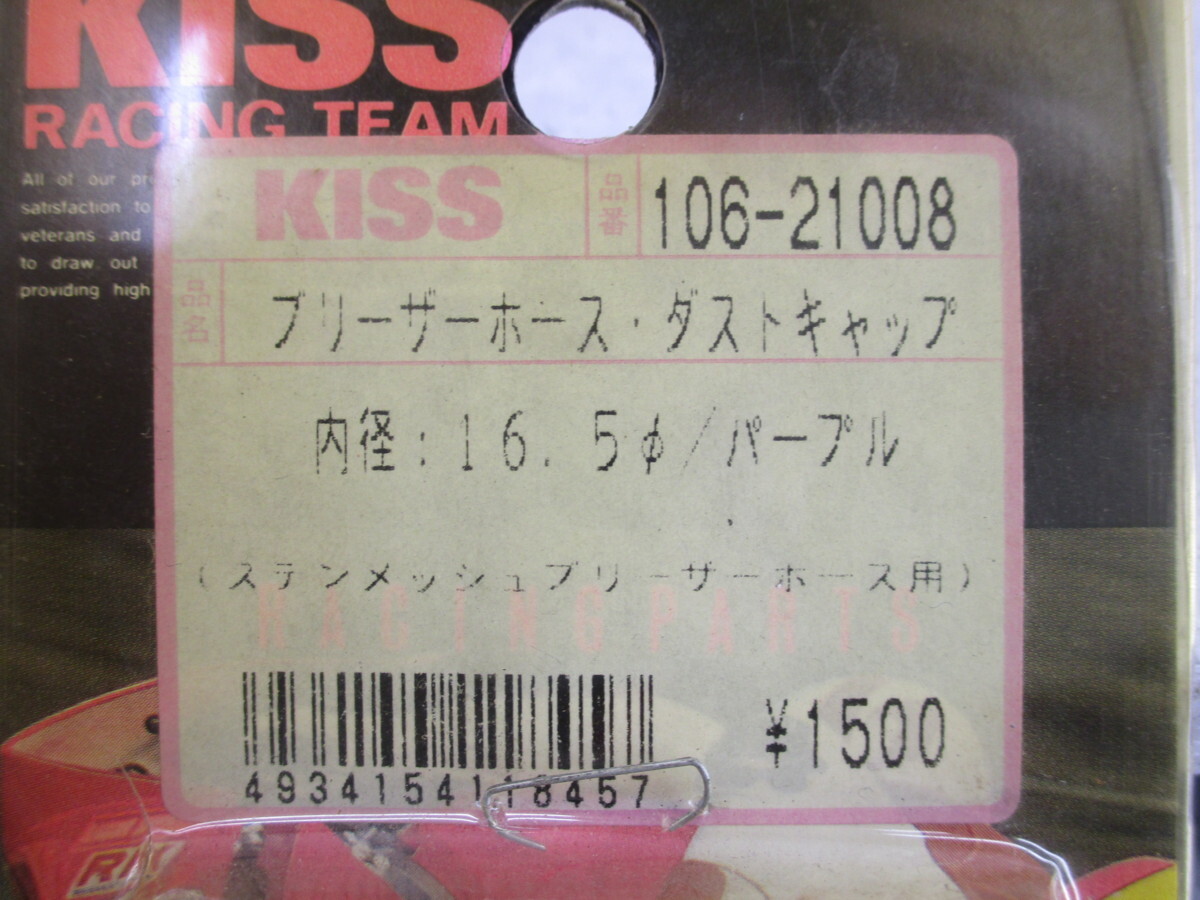 KISS
RACING TEAM
All of our pr
satisfaction to
veterans and
to draw out
providing high
KISS 品番 106-21008
品名 ブリーザーホース・ダストキャップ
内径:16.5φ/パープル
(ステンメッシュブリーザーホース用)
RACING PARTS
¥1500
4934154118457